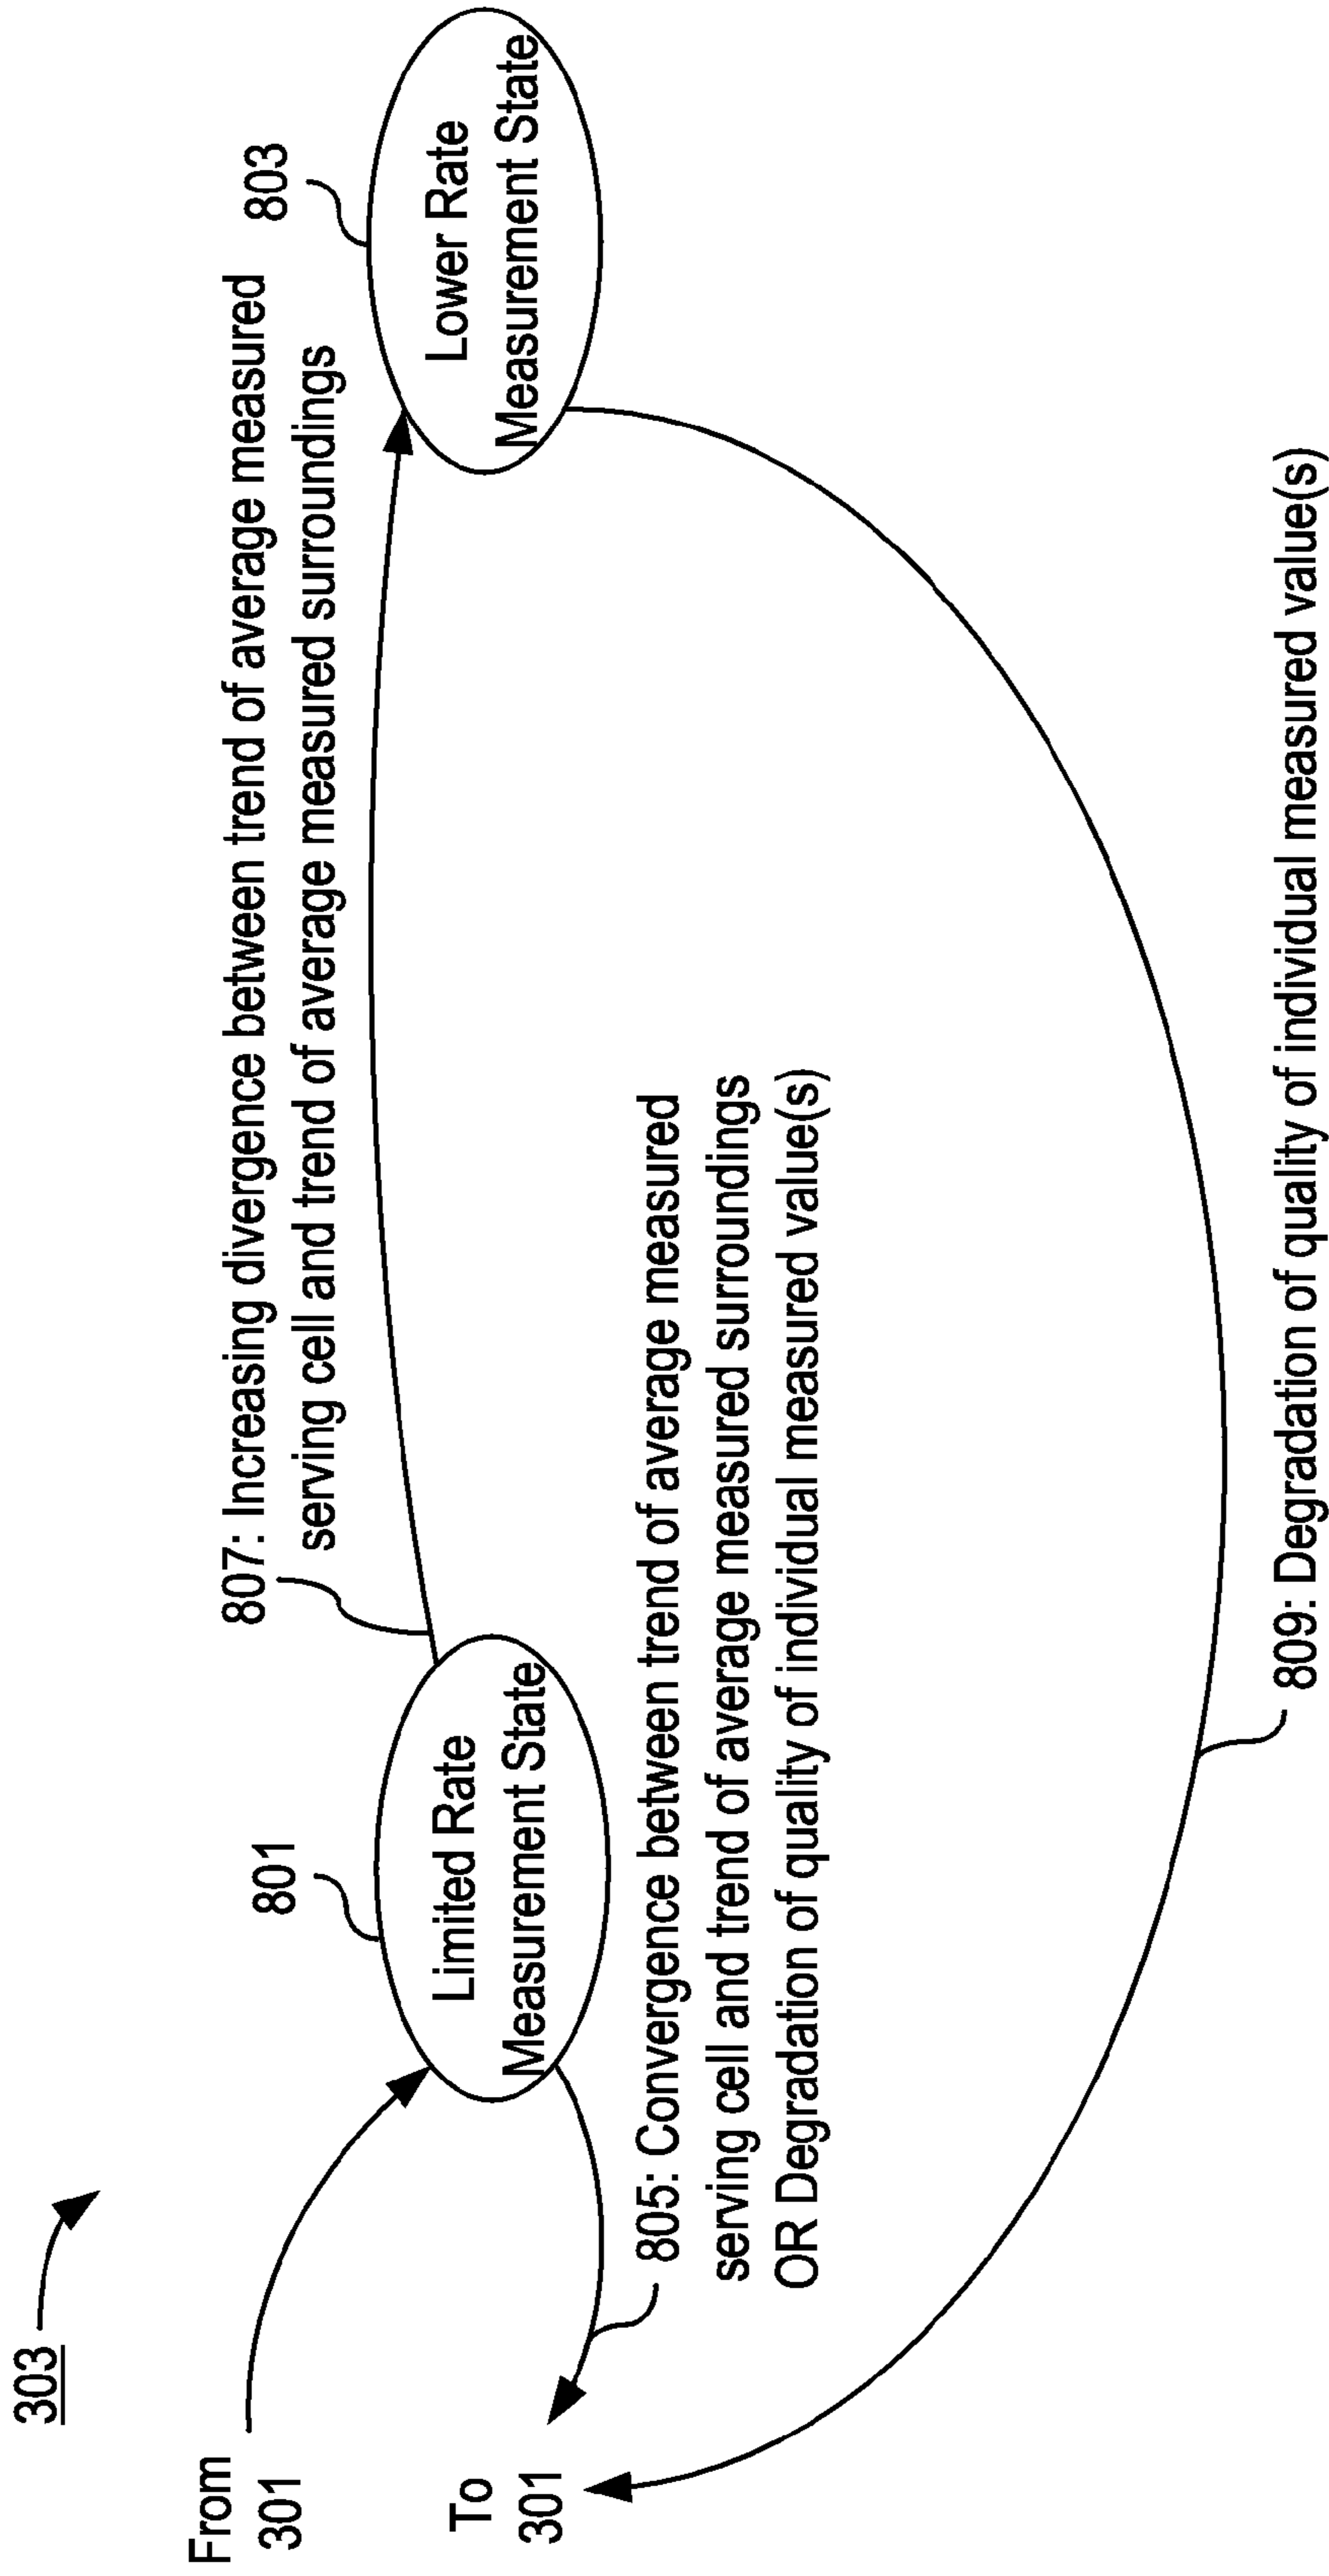 303
From
301
To
301
801
Limited Rate
Measurement State
807: Increasing divergence between trend of average measured
serving cell and trend of average measured surroundings
803
Lower Rate
Measurement State
805: Convergence between trend of average measured
serving cell and trend of average measured surroundings
OR Degradation of quality of individual measured value(s)
809: Degradation of quality of individual measured value(s)